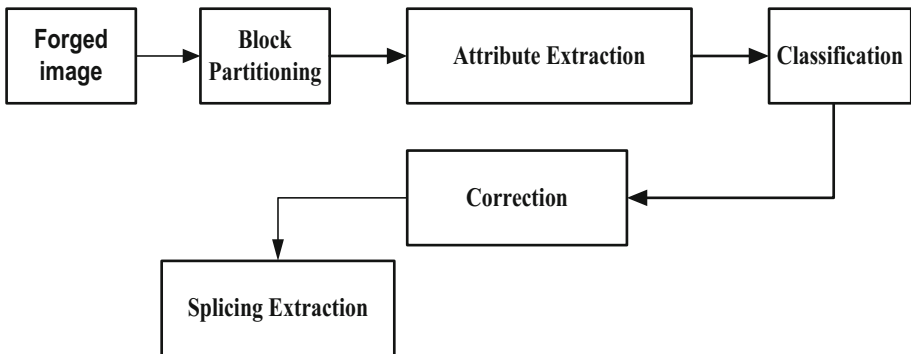 Forged
image
Block
Partitioning
Attribute Extraction
Classification
Correction
Splicing Extraction